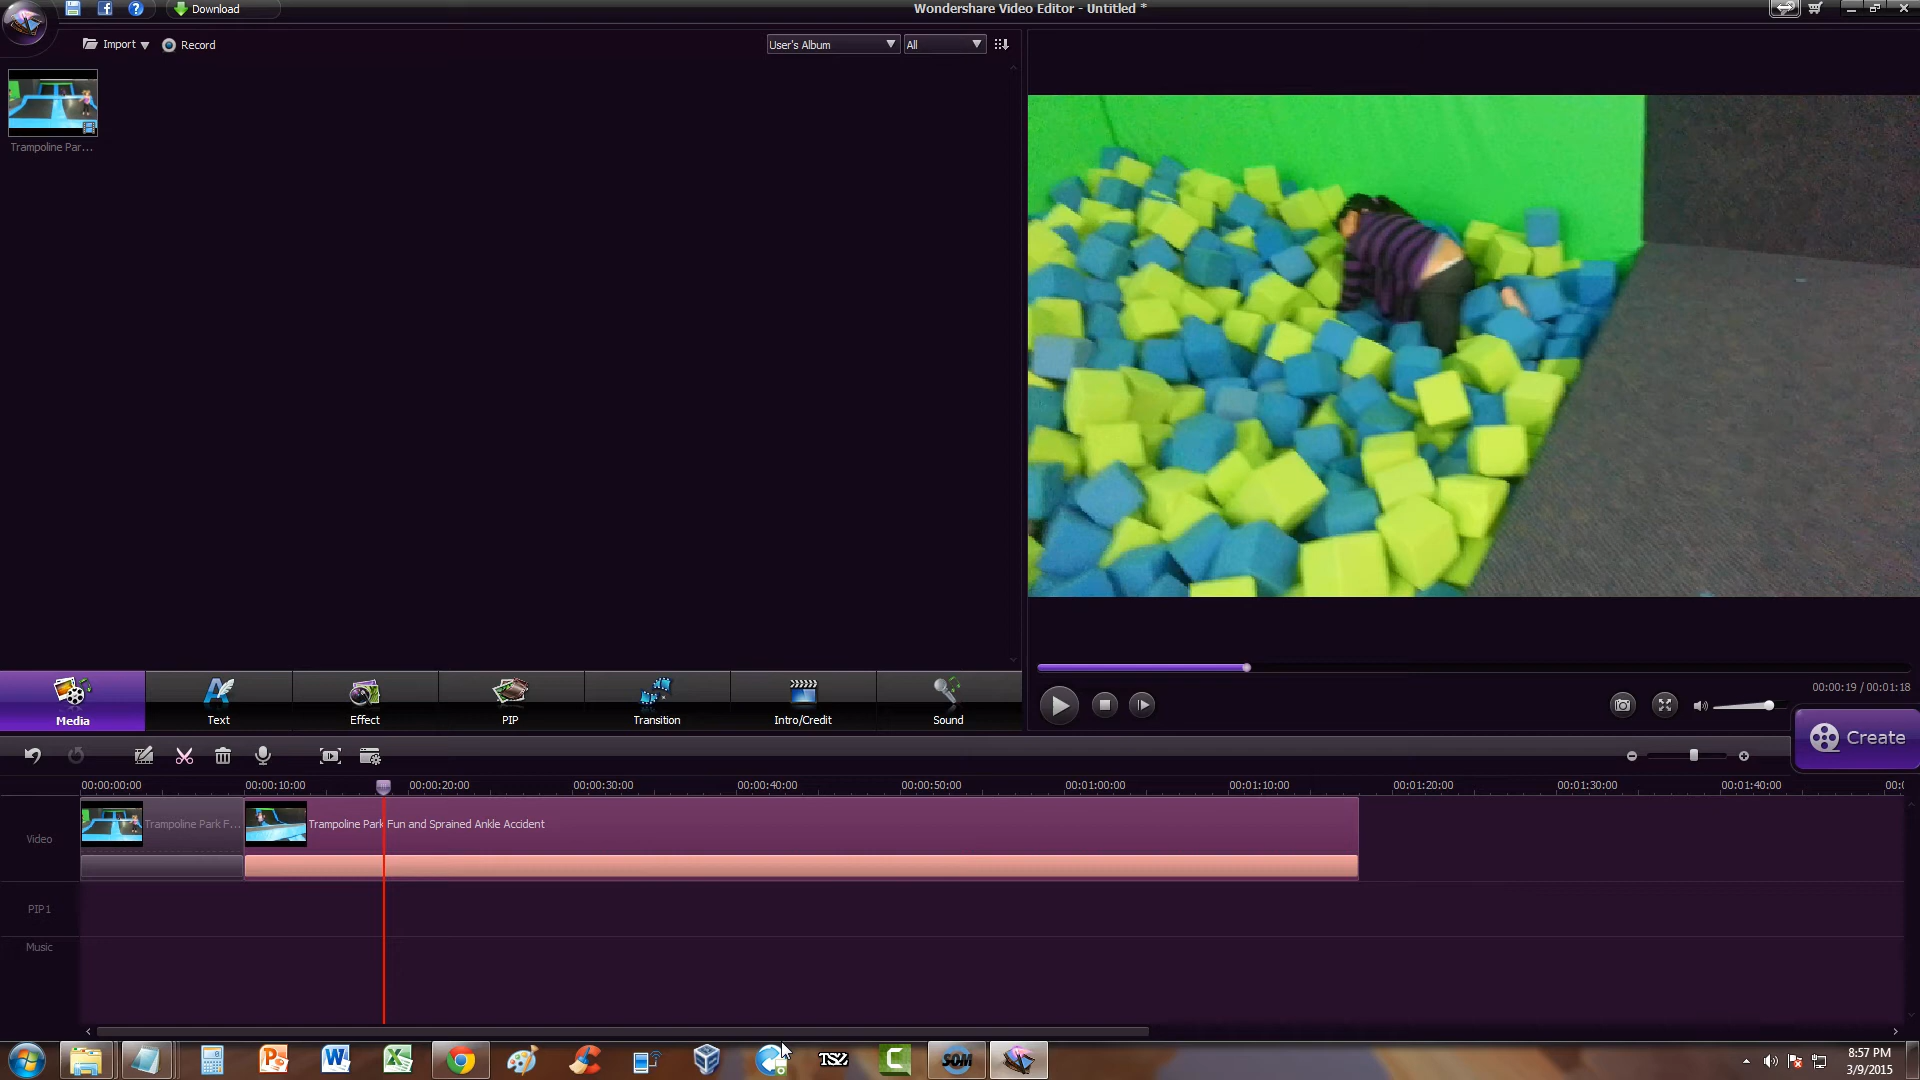 Download
Wondershare Video Editor - Untitled *
Import
Record
User's Album
All
Trampoline Par...
00:00:19 / 00:01:18
Media
Text
Effect
PIP
Transition
Intro/Credit
Sound
Create
00:00:00:00
00:00:10:00
00:00:20:00
00:00:30:00
00:00:40:00
00:00:50:00
00:01:00:00
00:01:10:00
00:01:20:00
00:01:30:00
00:01:40:00
Video
Trampoline Park F...
Trampoline Park Fun and Sprained Ankle Accident
PIP1
Music
TS2
SOM
8:57 PM
3/9/2015